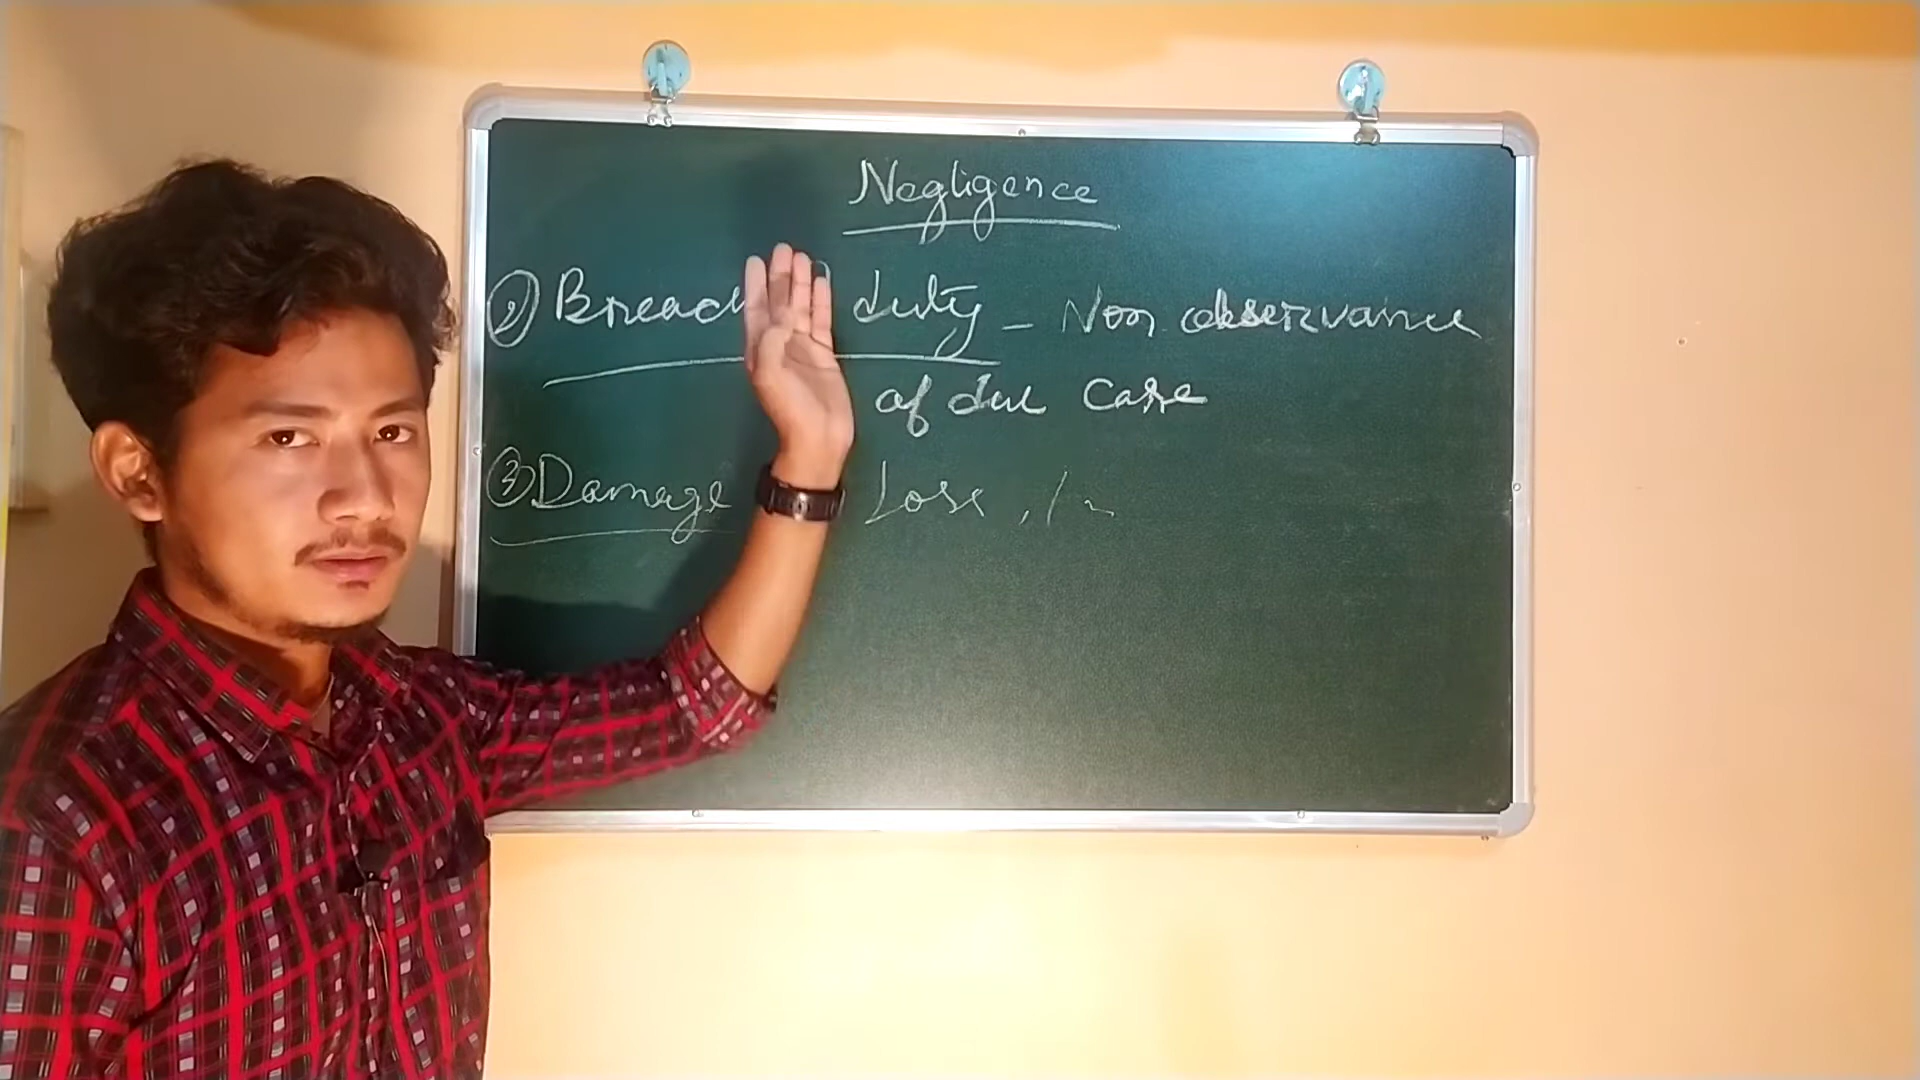 Negligence
② Breach duty - Non observance
of due care
③ Damage Loss,